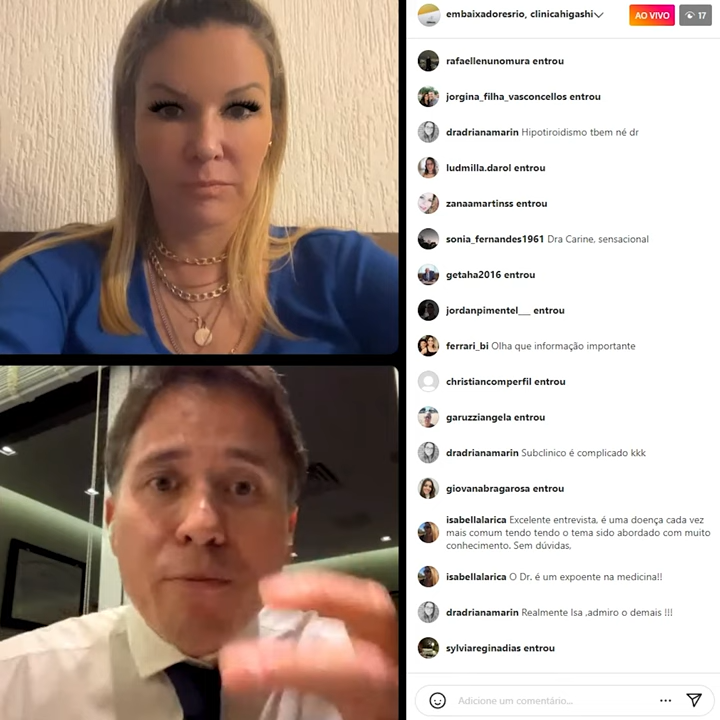 embaixadoresrio, clinicahigashi
AO VIVO
17
rafaellenunomura entrou
jorgina_filha_vasconcellos entrou
dradrianamarin Hipotiroidismo tbem né dr
ludmilla.darol entrou
zanaamartinss entrou
sonia_fernandes1961 Dra Carine, sensacional
getaha2016 entrou
jordanpimentel___ entrou
ferrari_bi Olha que informação importante
christiancomperfil entrou
garuzziangela entrou
dradrianamarin Subclinico é complicado kkk
giovanabragarosa entrou
isabellalarica Excelente entrevista, é uma doença cada vez
mais comum tendo tendo o tema sido abordado com muito
conhecimento. Sem dúvidas,
isabellalarica O Dr. é um expoente na medicina!!
dradrianamarin Realmente Isa ,admiro o demais !!!
sylviareginadias entrou
Adicione um comentário...